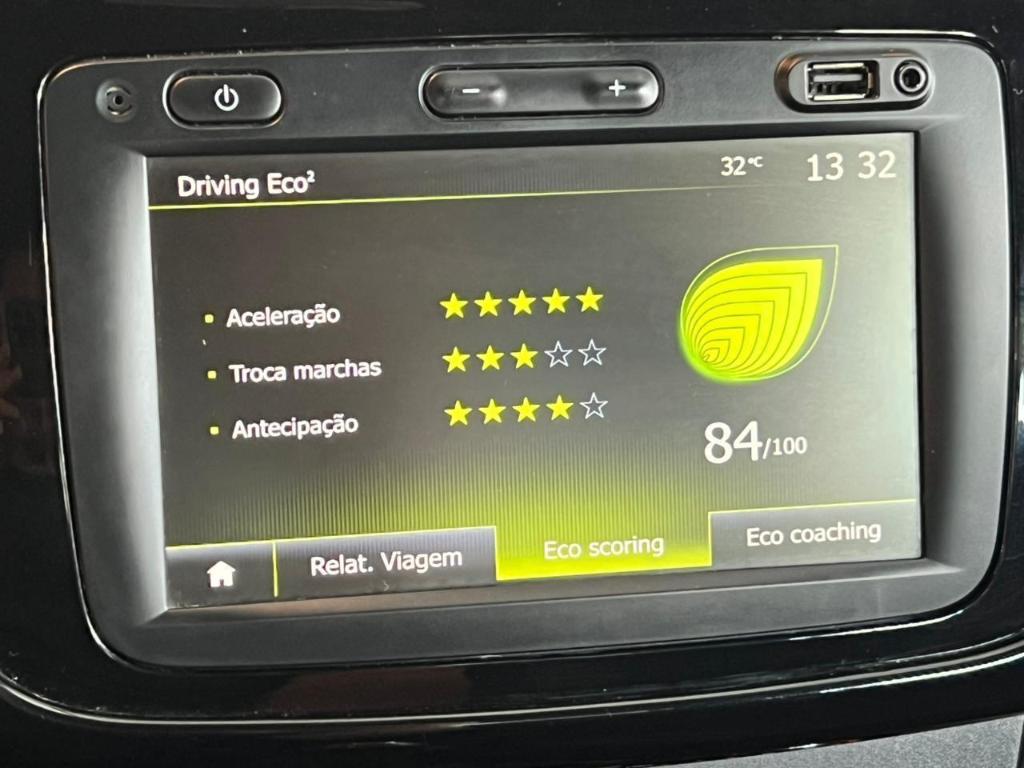 − +
Driving Eco² 32°C 13 32
Aceleração
Troca marchas
Antecipação
84/100
Relat. Viagem Eco scoring Eco coaching